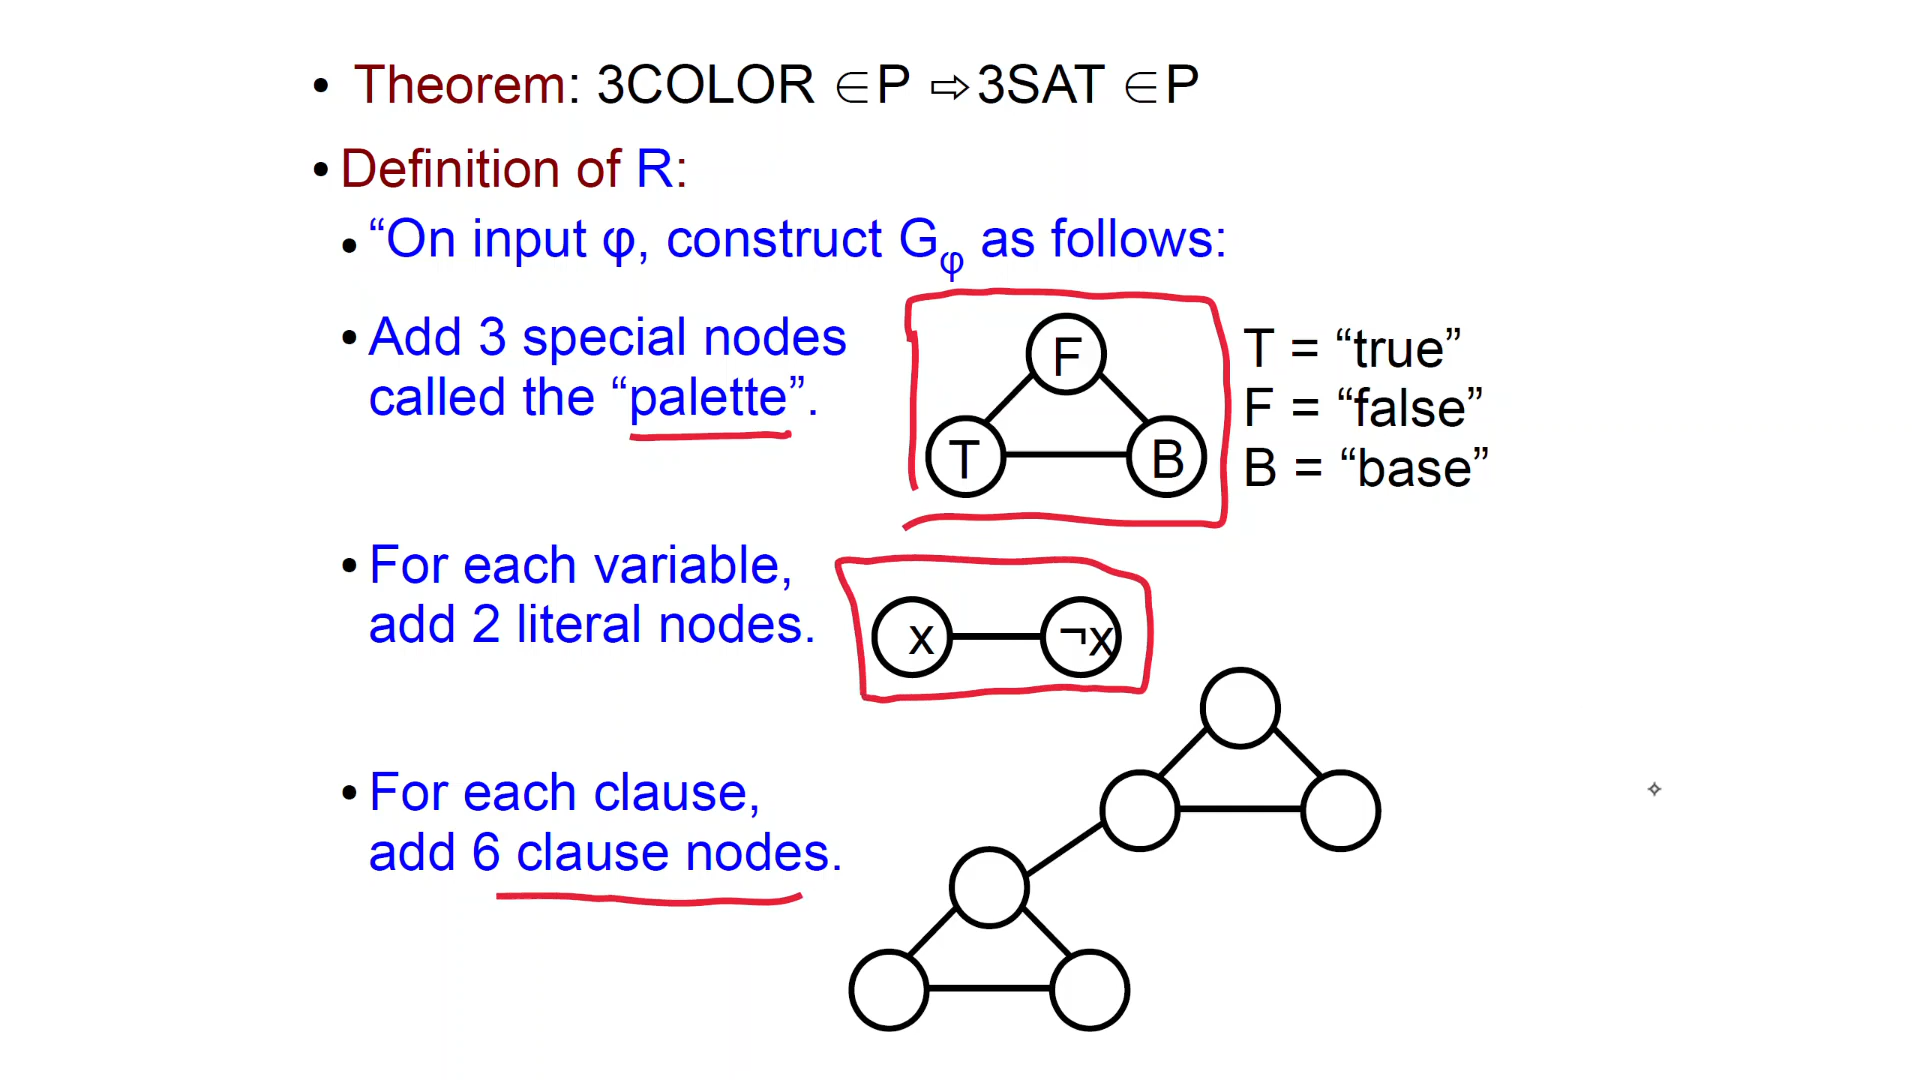 • Theorem: 3COLOR ∈ P ⇨ 3SAT ∈ P
• Definition of R:
• “On input φ, construct Gφ as follows:
• Add 3 special nodes
called the “palette”.
F
T
B
T = “true”
F = “false”
B = “base”
• For each variable,
add 2 literal nodes.
x
¬x
• For each clause,
add 6 clause nodes.